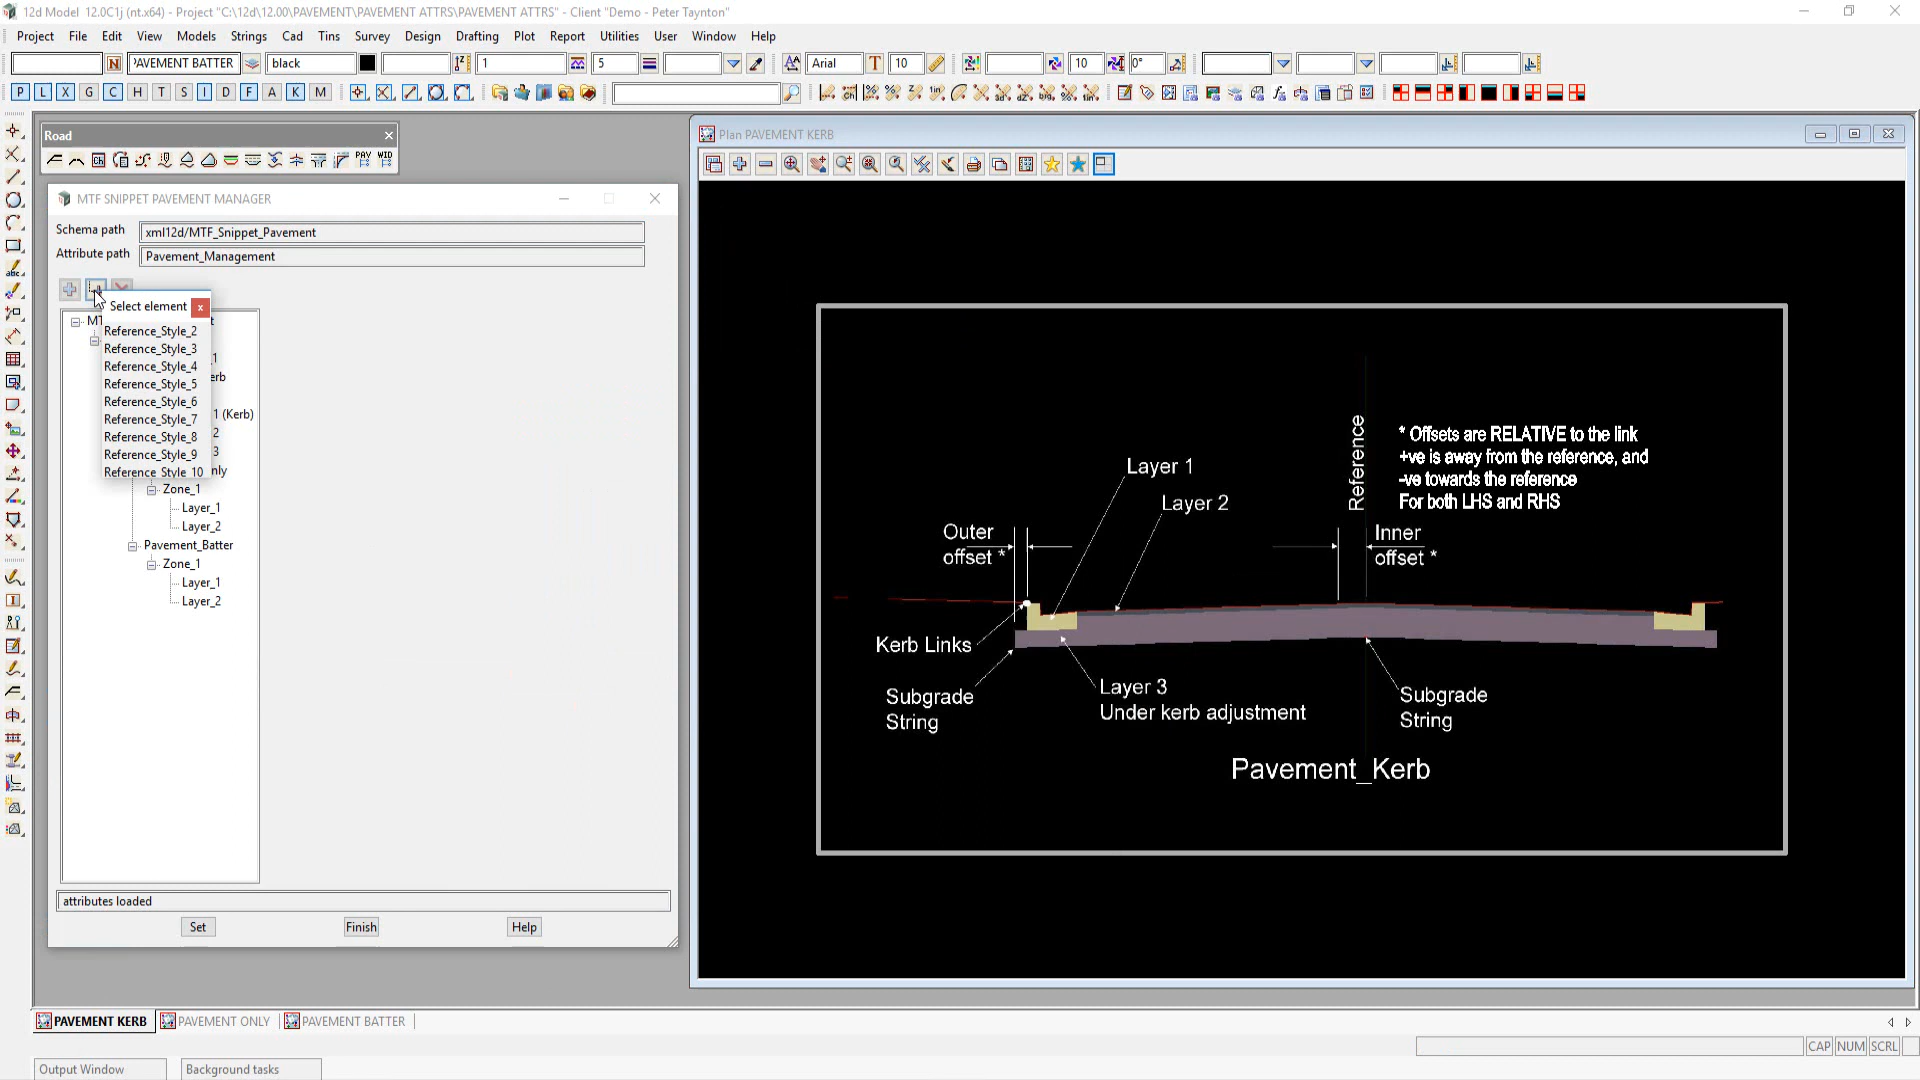 12d Model 12.0C1j (nt.x64) - Project "C:\12d\12.00\PAVEMENT\PAVEMENT ATTRS\PAVEMENT ATTRS" - Client "Demo - Peter Taynton"
Project File Edit View Models Strings Cad Tins Survey Design Drafting Plot Report Utilities User Window Help
PAVEMENT BATTER black 1 5 Arial T 10 10 0°
P L X G C H T S I D F A K M
Road
PAV WID
Plan PAVEMENT KERB
MTF SNIPPET PAVEMENT MANAGER
Schema path xml12d/MTF_Snippet_Pavement
Attribute path Pavement_Management
Select element x
Reference_Style_2
Reference_Style_3
Reference_Style_4
Reference_Style_5
Reference_Style_6
Reference_Style_7
Reference_Style_8
Reference_Style_9
Reference_Style_10
(Kerb)
Zone_1
Layer_1
Layer_2
Pavement_Batter
Zone_1
Layer_1
Layer_2
attributes loaded
Set Finish Help
Layer 1
Layer 2
Reference
* Offsets are RELATIVE to the link
+ve is away from the reference, and
-ve towards the reference
For both LHS and RHS
Outer
offset *
Inner
offset *
Kerb Links
Subgrade
String
Layer 3
Under kerb adjustment
Subgrade
String
Pavement_Kerb
PAVEMENT KERB PAVEMENT ONLY PAVEMENT BATTER
CAP NUM SCRL
Output Window Background tasks